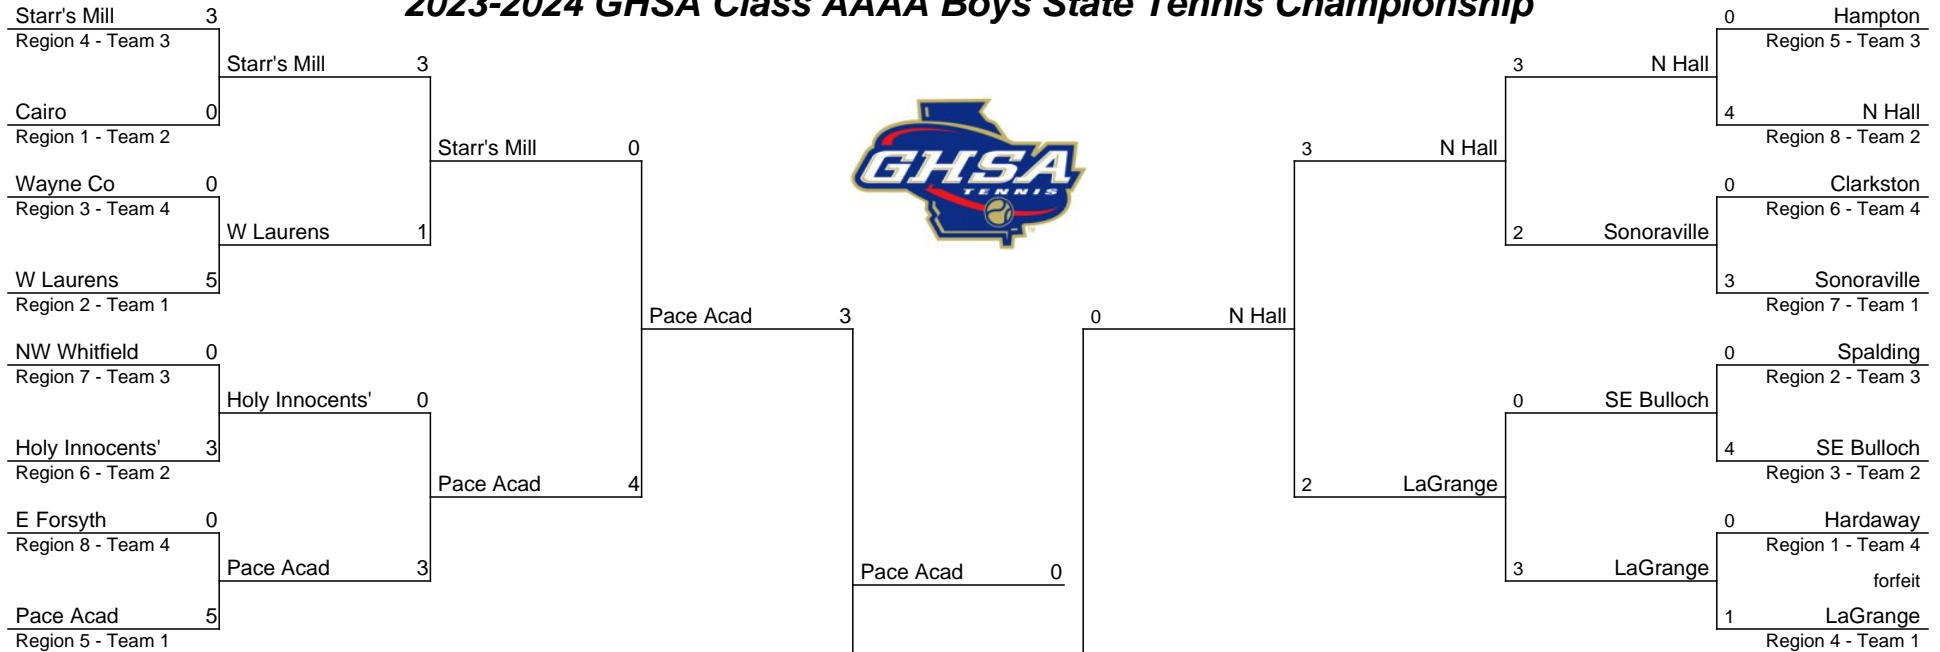 2023-2024 GHSA Class AAAA Boys State Tennis Championship
Starr's Mill 3
Region 4 - Team 3
Cairo 0
Region 1 - Team 2
Wayne Co 0
Region 3 - Team 4
W Laurens 5
Region 2 - Team 1
NW Whitfield 0
Region 7 - Team 3
Holy Innocents' 3
Region 6 - Team 2
E Forsyth 0
Region 8 - Team 4
Pace Acad 5
Region 5 - Team 1
Starr's Mill 3
W Laurens 1
Holy Innocents' 0
Pace Acad 3
Starr's Mill 0
Pace Acad 4
Pace Acad 3
Pace Acad 0
GHSA
TENNIS
TM
0 N Hall
3 N Hall
2 LaGrange
3 N Hall
2 Sonoraville
0 SE Bulloch
3 LaGrange
0 Hampton
Region 5 - Team 3
4 N Hall
Region 8 - Team 2
0 Clarkston
Region 6 - Team 4
3 Sonoraville
Region 7 - Team 1
0 Spalding
Region 2 - Team 3
4 SE Bulloch
Region 3 - Team 2
0 Hardaway
Region 1 - Team 4
forfeit
1 LaGrange
Region 4 - Team 1